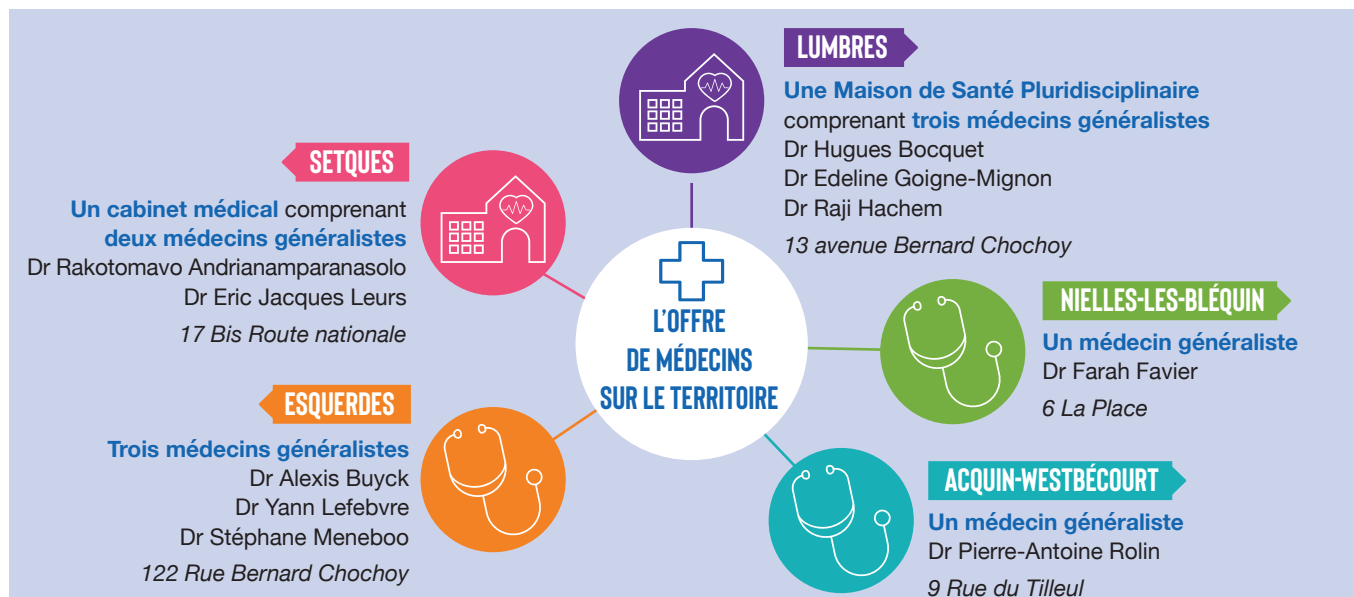 LUMBRES
Une Maison de Santé Pluridisciplinaire
comprenant trois médecins généralistes
Dr Hugues Bocquet
Dr Edeline Goigne-Mignon
Dr Raji Hachem
13 avenue Bernard Chochoy
SETQUES
Un cabinet médical comprenant
deux médecins généralistes
Dr Rakotomavo Andrianamparanasolo
Dr Eric Jacques Leurs
17 Bis Route nationale
L'OFFRE
DE MÉDECINS
SUR LE TERRITOIRE
NIELLES-LES-BLÉQUIN
Un médecin généraliste
Dr Farah Favier
6 La Place
ESQUERDES
Trois médecins généralistes
Dr Alexis Buyck
Dr Yann Lefebvre
Dr Stéphane Meneboo
122 Rue Bernard Chochoy
ACQUIN-WESTBÉCOURT
Un médecin généraliste
Dr Pierre-Antoine Rolin
9 Rue du Tilleul